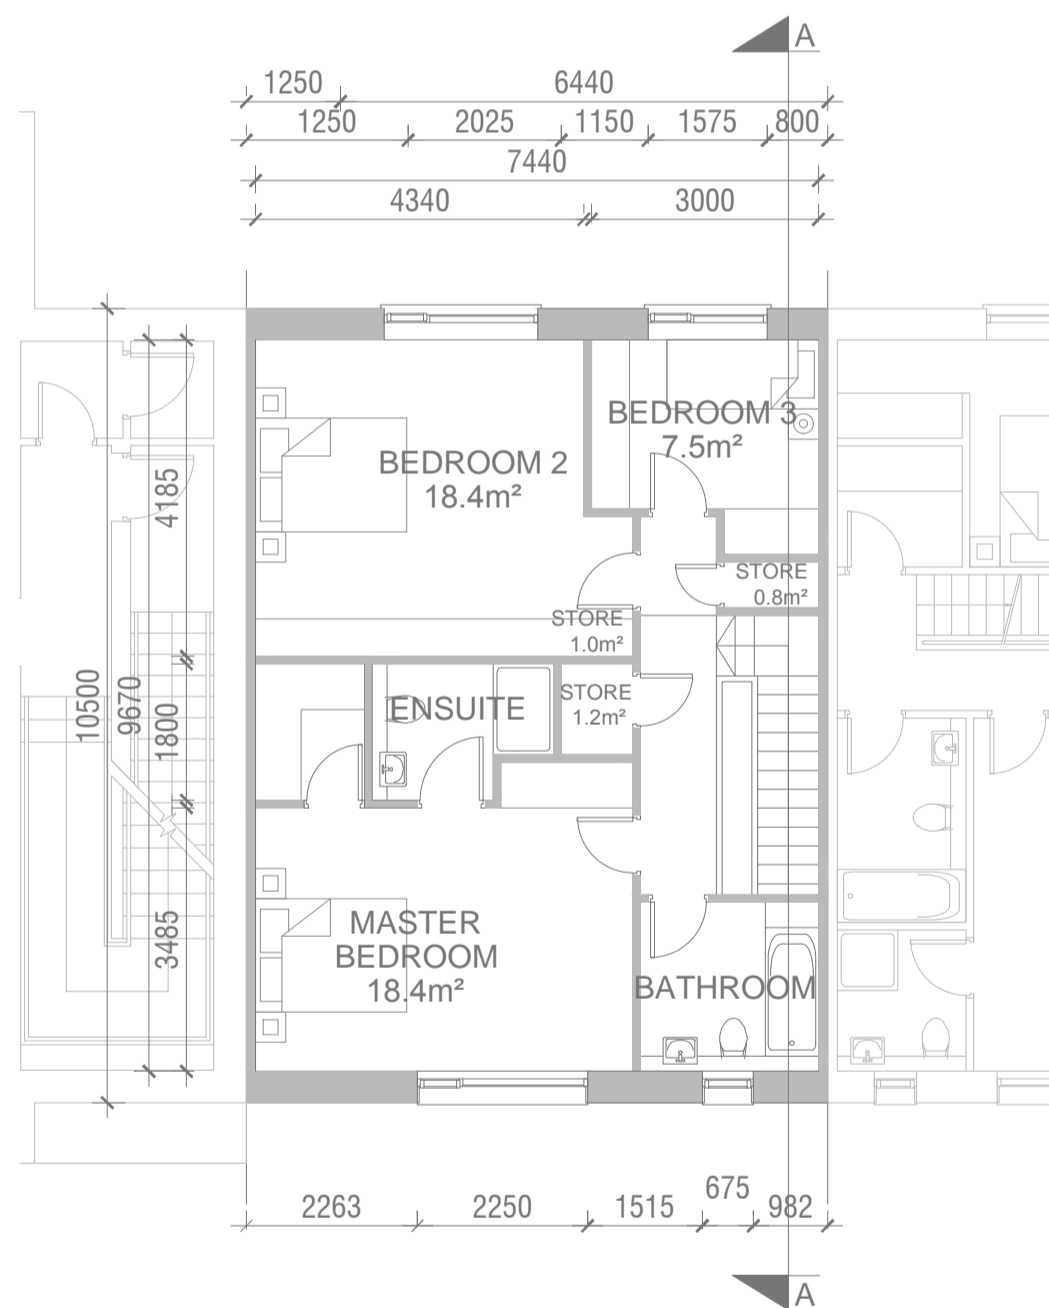 A
1250 6440
1250 2025 1150 1575 800
7440
4340 3000
BEDROOM 3
7.5m²
BEDROOM 2
18.4m²
4185
STORE
0.8m²
STORE
1.0m²
10500
9670
1800
ENSUITE
STORE
1.2m²
3485
MASTER
BEDROOM
18.4m²
BATHROOM
2263 2250 1515 675 982
A